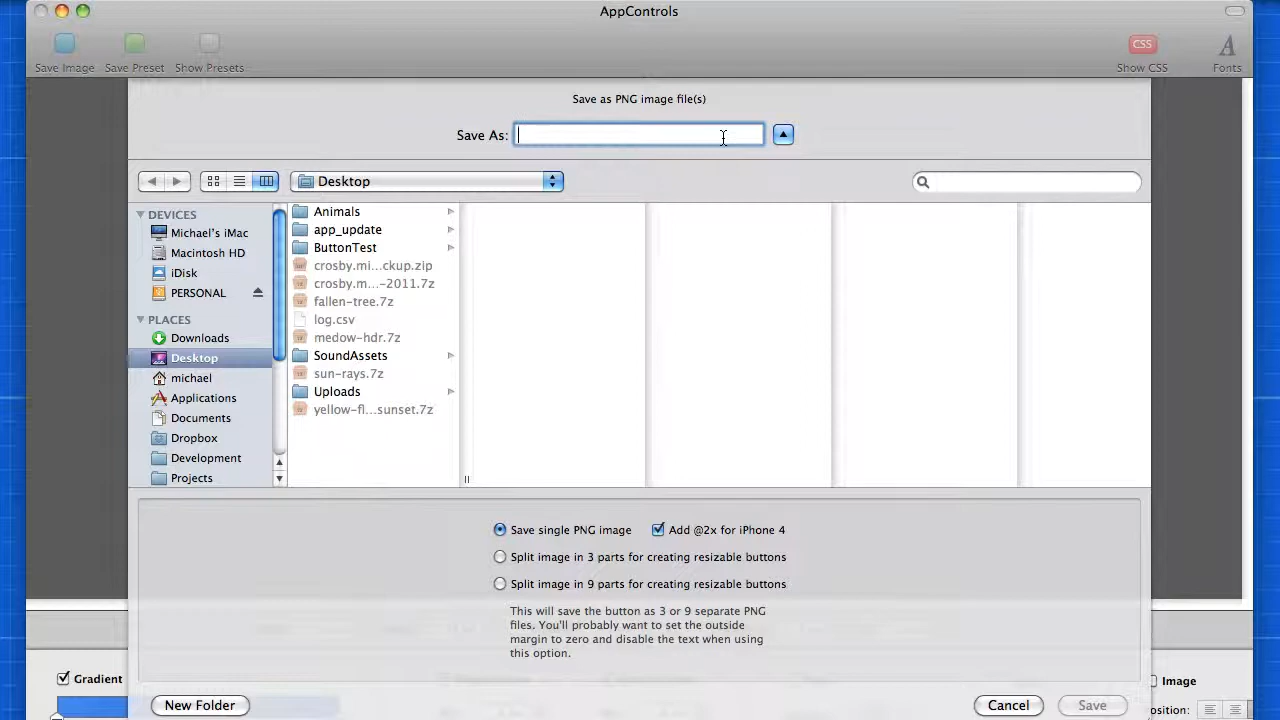 AppControls
Save Image
Save Preset
Show Presets
CSS
Show CSS
A
Fonts
Save as PNG image file(s)
Save As:
Desktop
DEVICES
Michael's iMac
Macintosh HD
iDisk
PERSONAL
PLACES
Downloads
Desktop
michael
Applications
Documents
Dropbox
Development
Projects
Animals
app_update
ButtonTest
crosby.mi...ckup.zip
crosby.m...-2011.7z
fallen-tree.7z
log.csv
medow-hdr.7z
SoundAssets
sun-rays.7z
Uploads
yellow-fl...sunset.7z
Save single PNG image
Add @2x for iPhone 4
Split image in 3 parts for creating resizable buttons
Split image in 9 parts for creating resizable buttons
This will save the button as 3 or 9 separate PNG
files. You'll probably want to set the outside
margin to zero and disable the text when using
this option.
Gradient
Image
osition:
New Folder
Cancel
Save